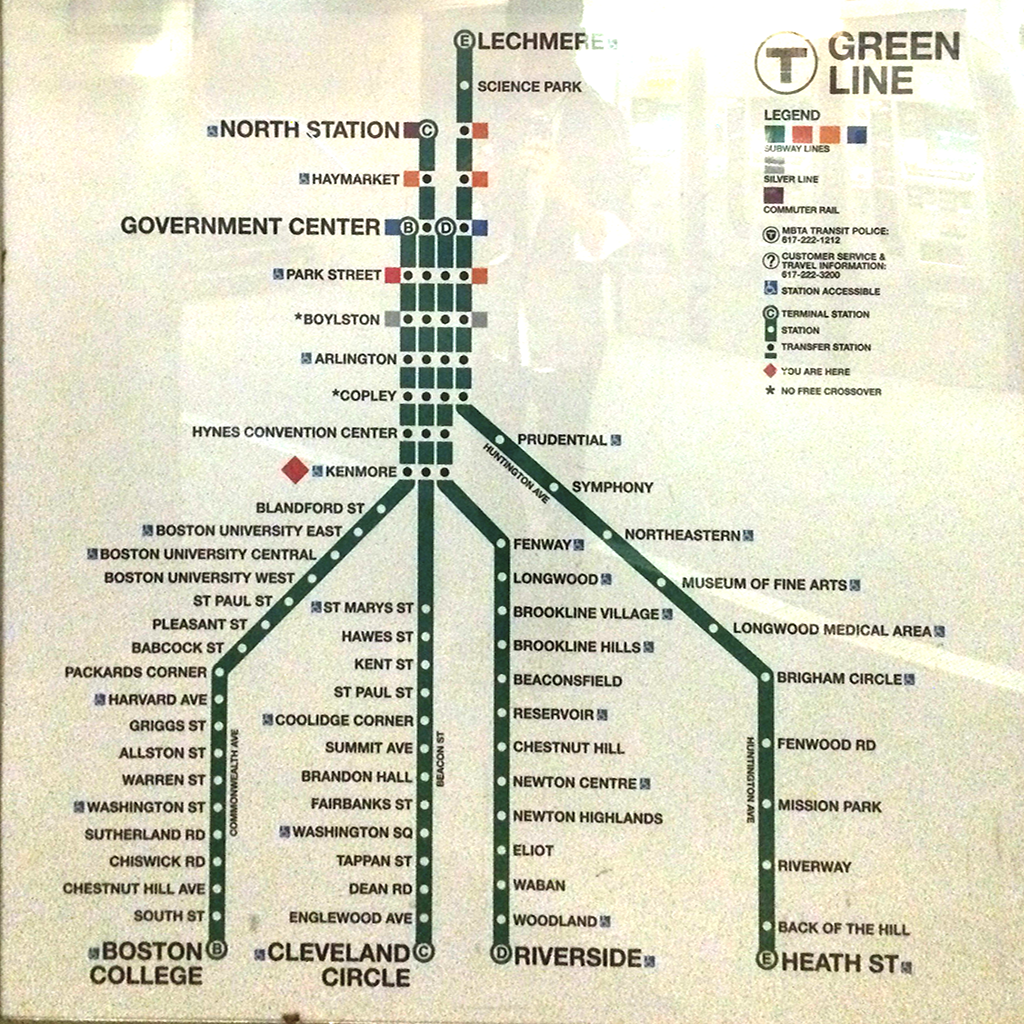 Ⓔ LECHMERE
SCIENCE PARK
NORTH STATION C
HAYMARKET
GOVERNMENT CENTER B D
PARK STREET
*BOYLSTON
ARLINGTON
*COPLEY
HYNES CONVENTION CENTER
KENMORE
T GREEN
LINE
LEGEND
SUBWAY LINES
SILVER LINE
COMMUTER RAIL
MBTA TRANSIT POLICE:
617-222-1212
? CUSTOMER SERVICE &
TRAVEL INFORMATION:
617-222-3200
STATION ACCESSIBLE
C TERMINAL STATION
STATION
TRANSFER STATION
YOU ARE HERE
* NO FREE CROSSOVER
BLANDFORD ST
BOSTON UNIVERSITY EAST
BOSTON UNIVERSITY CENTRAL
BOSTON UNIVERSITY WEST
ST PAUL ST
PLEASANT ST
BABCOCK ST
PACKARDS CORNER
HARVARD AVE
GRIGGS ST
ALLSTON ST
WARREN ST
WASHINGTON ST
SUTHERLAND RD
CHISWICK RD
CHESTNUT HILL AVE
SOUTH ST
BOSTON B
COLLEGE
COMMONWEALTH AVE
ST MARYS ST
HAWES ST
KENT ST
ST PAUL ST
COOLIDGE CORNER
SUMMIT AVE
BRANDON HALL
FAIRBANKS ST
WASHINGTON SQ
TAPPAN ST
DEAN RD
ENGLEWOOD AVE
CLEVELAND C
CIRCLE
BEACON ST
FENWAY
LONGWOOD
BROOKLINE VILLAGE
BROOKLINE HILLS
BEACONSFIELD
RESERVOIR
CHESTNUT HILL
NEWTON CENTRE
NEWTON HIGHLANDS
ELIOT
WABAN
WOODLAND
D RIVERSIDE
PRUDENTIAL
HUNTINGTON AVE
SYMPHONY
NORTHEASTERN
MUSEUM OF FINE ARTS
LONGWOOD MEDICAL AREA
BRIGHAM CIRCLE
FENWOOD RD
HUNTINGTON AVE
MISSION PARK
RIVERWAY
BACK OF THE HILL
E HEATH ST